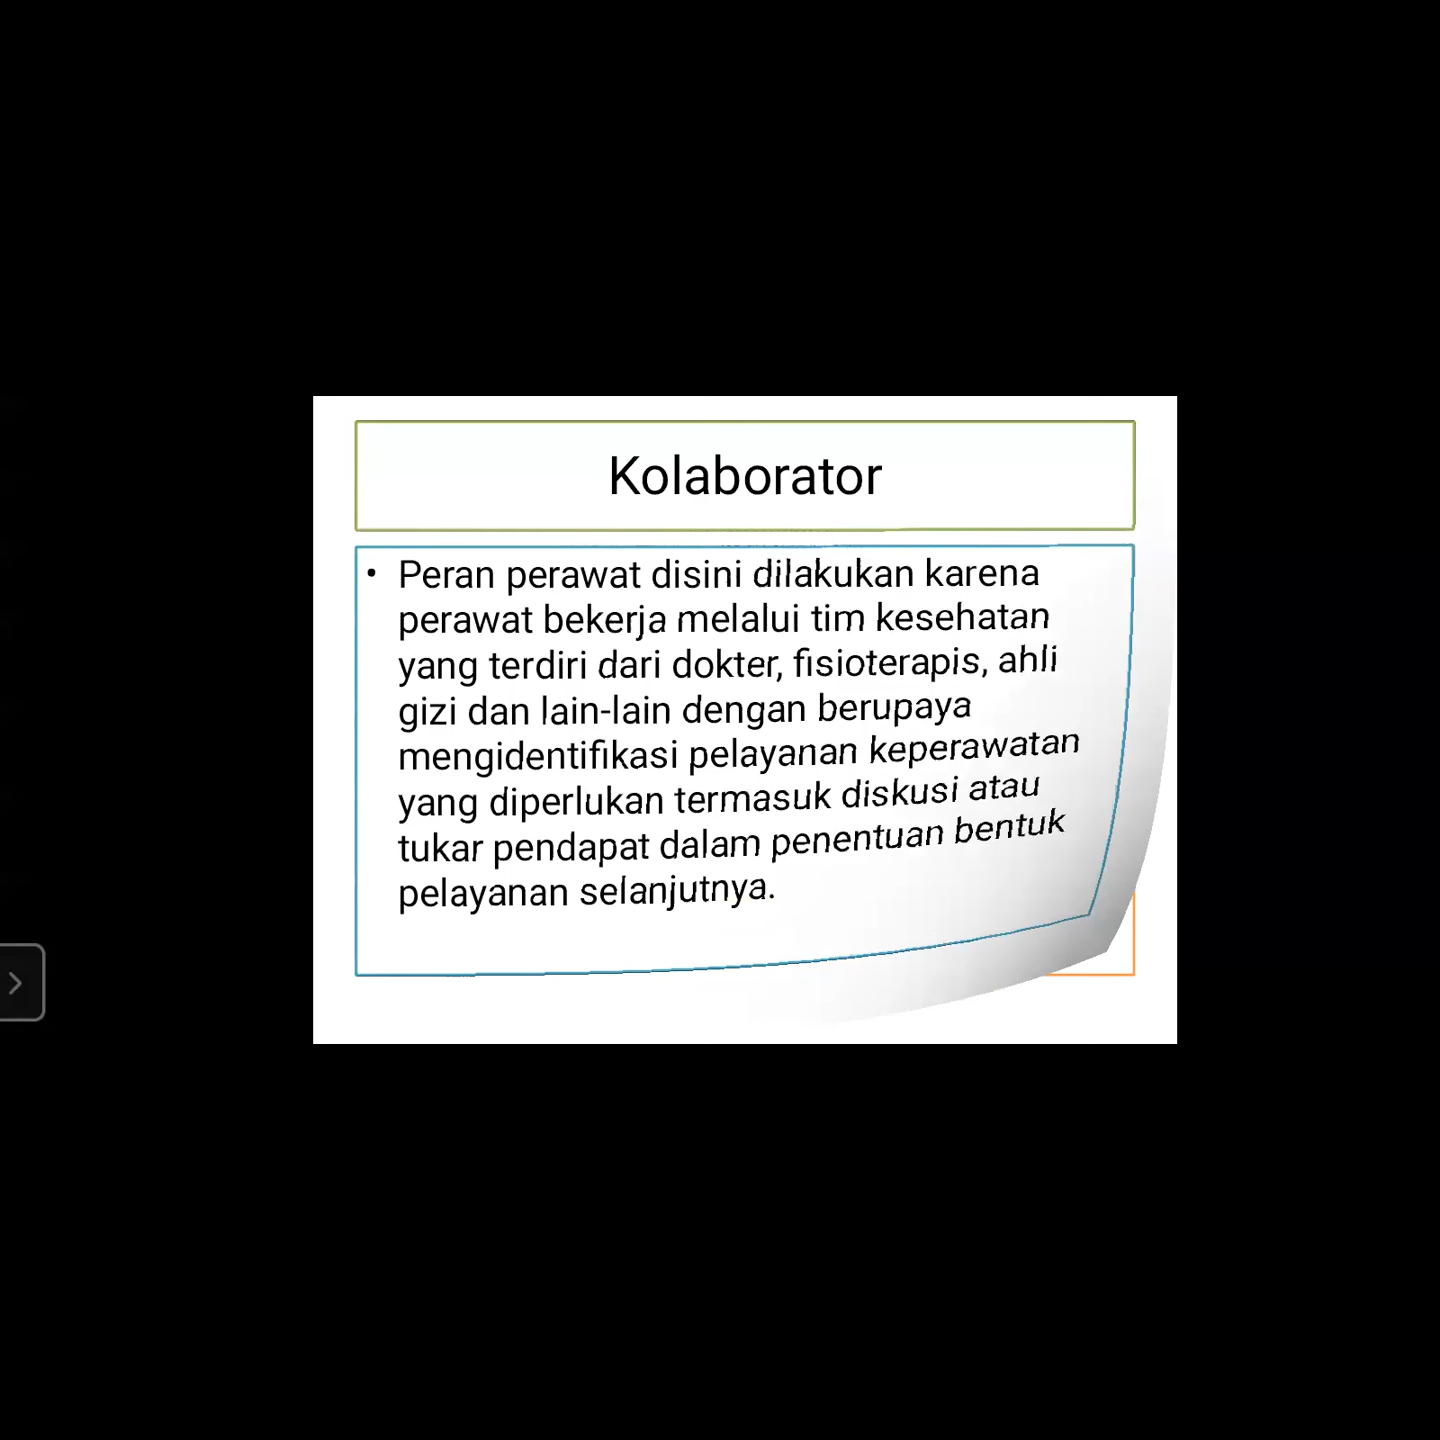 Kolaborator
• Peran perawat disini dilakukan karena
perawat bekerja melalui tim kesehatan
yang terdiri dari dokter, fisioterapis, ahli
gizi dan lain-lain dengan berupaya
mengidentifikasi pelayanan keperawatan
yang diperlukan termasuk diskusi atau
tukar pendapat dalam penentuan bentuk
pelayanan selanjutnya.